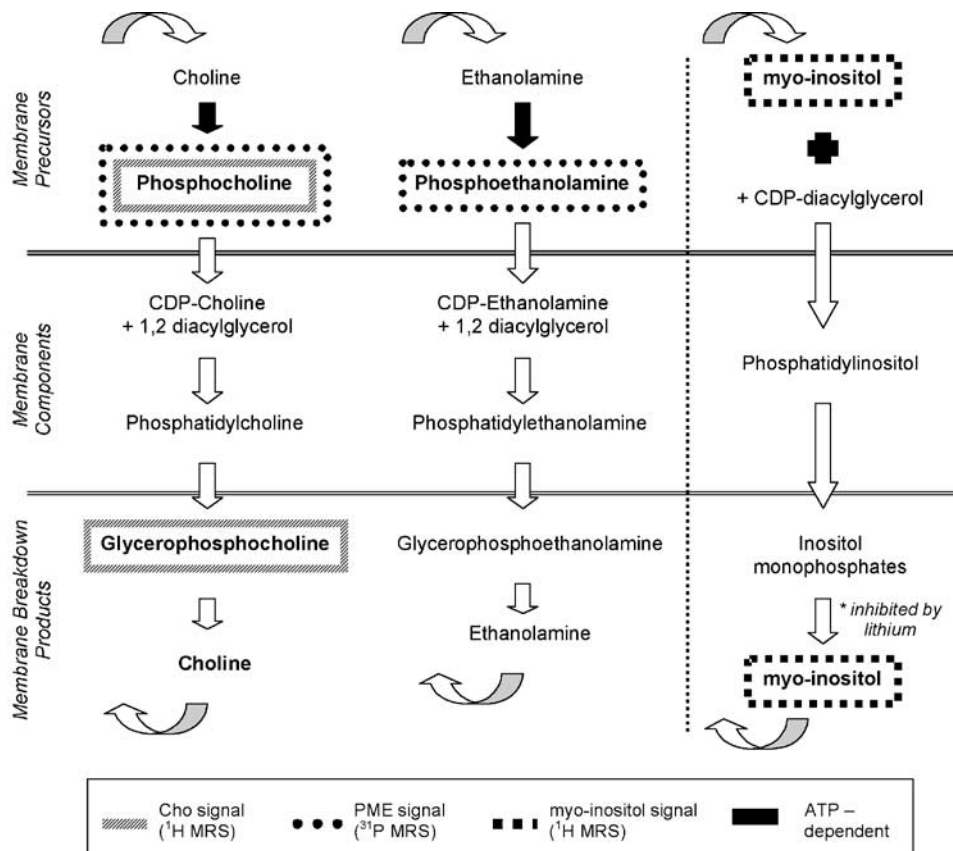 Membrane
Precursors
Choline
Phosphocholine
Ethanolamine
Phosphoethanolamine
myo-inositol
+ CDP-diacylglycerol
Membrane
Components
CDP-Choline
+ 1,2 diacylglycerol
Phosphatidylcholine
CDP-Ethanolamine
+ 1,2 diacylglycerol
Phosphatidylethanolamine
Phosphatidylinositol
Membrane Breakdown
Products
Glycerophosphocholine
Choline
Glycerophosphoethanolamine
Ethanolamine
Inositol
monophosphates
* inhibited by
lithium
myo-inositol
Cho signal
(¹H MRS)
PME signal
(³¹P MRS)
myo-inositol signal
(¹H MRS)
ATP –
dependent